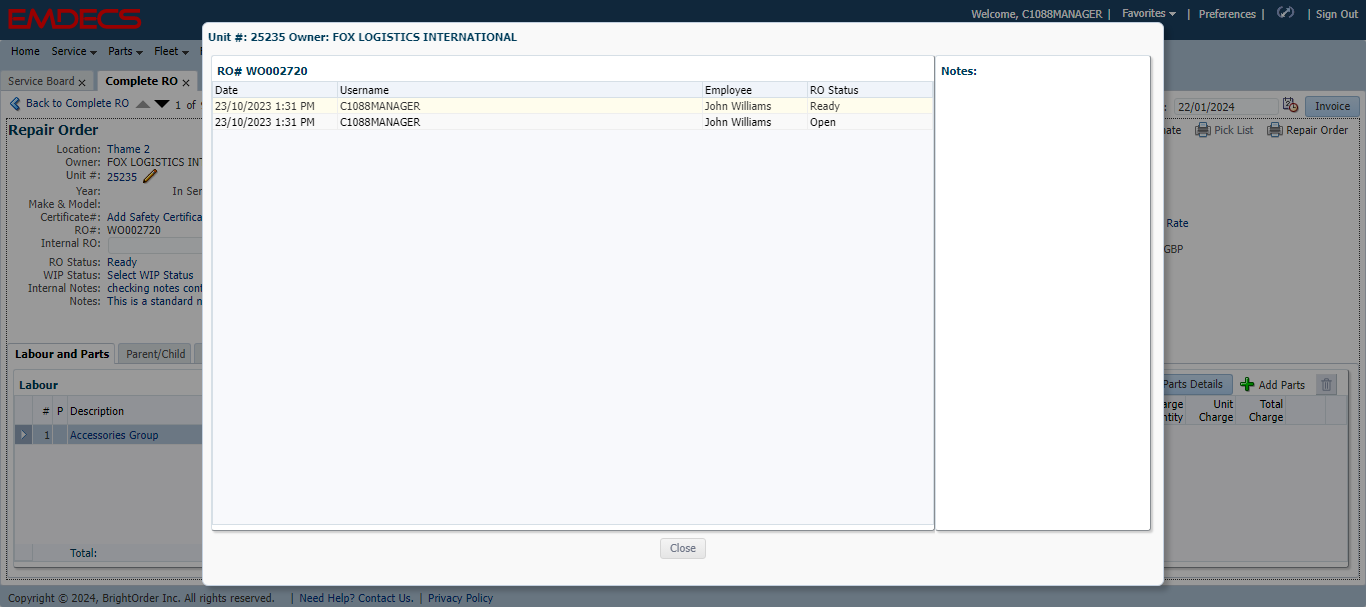 EMDECS
Welcome, C1088MANAGER | Favorites | Preferences | | Sign Out
Home Service Parts Fleet
Service Board x Complete RO x
Back to Complete RO 1 of
22/01/2024 Invoice
Pick List Repair Order
Repair Order
Location: Thame 2
Owner: FOX LOGISTICS INT
Unit #: 25235
Year: In Ser
Make & Model:
Certificate#: Add Safety Certifica
RO#: WO002720
Internal RO:
RO Status: Ready
WIP Status: Select WIP Status
Internal Notes: checking notes cont
Notes: This is a standard n
Rate
GBP
Unit #: 25235 Owner: FOX LOGISTICS INTERNATIONAL
RO# WO002720
Date Username Employee RO Status
23/10/2023 1:31 PM C1088MANAGER John Williams Ready
23/10/2023 1:31 PM C1088MANAGER John Williams Open
Notes:
Close
Labour and Parts Parent/Child
Labour
# P Description
1 Accessories Group
Total:
Parts Details Add Parts
arge Unit Total
ntity Charge Charge
Copyright © 2024, BrightOrder Inc. All rights reserved. | Need Help? Contact Us. | Privacy Policy